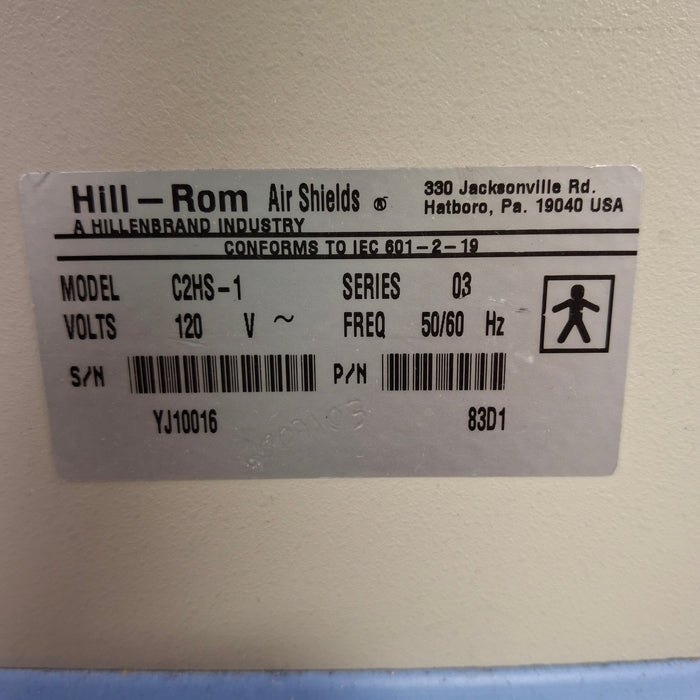 Hill-Rom Air Shields ®
330 Jacksonville Rd.
Hatboro, Pa. 19040 USA
A HILLENBRAND INDUSTRY
CONFORMS TO IEC 601-2-19
MODEL C2HS-1 SERIES 03
VOLTS 120 V ~ FREQ 50/60 Hz
S/N P/N
YJ10016 83D1